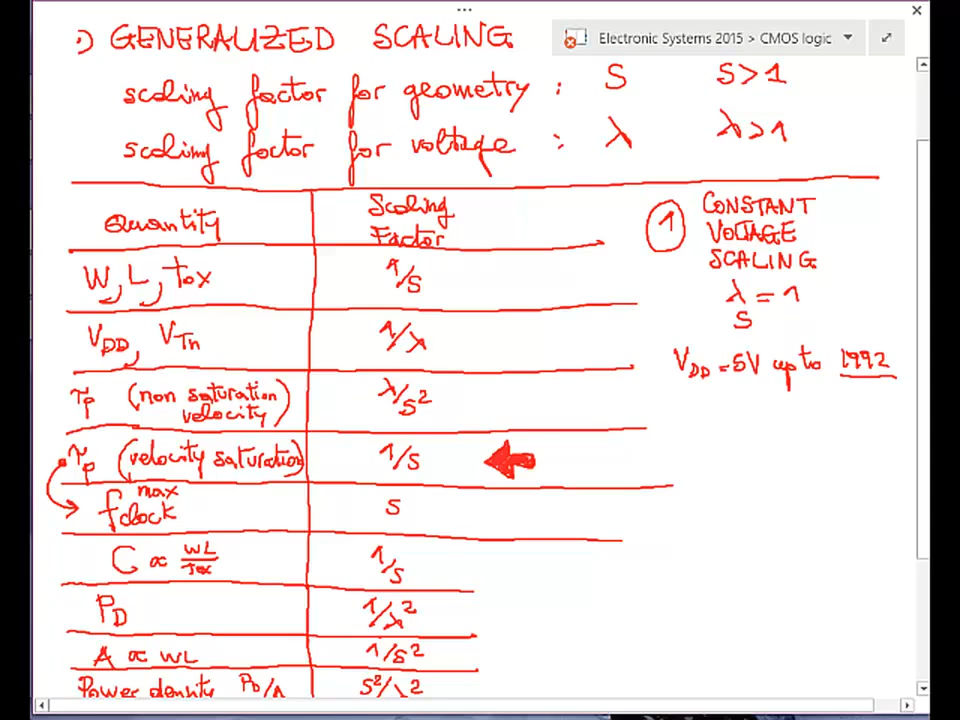 ...
·) GENERALIZED SCALING
Electronic Systems 2015 > CMOS logic
scaling factor for geometry : S S>1
scaling factor for voltage : λ λ>1
Quantity
Scaling
Factor
W, L, tox 1/S
VDD, VTn 1/λ
τp (non saturation
velocity) λ/S²
τp (velocity saturation) 1/S
f max
clock S
C ∝ WL/tox 1/S
PD 1/λ²
A ∝ WL 1/S²
Power density PD/A S²/λ²
1 CONSTANT
VOLTAGE
SCALING
λ = 1
S
VDD = 5V up to 1992